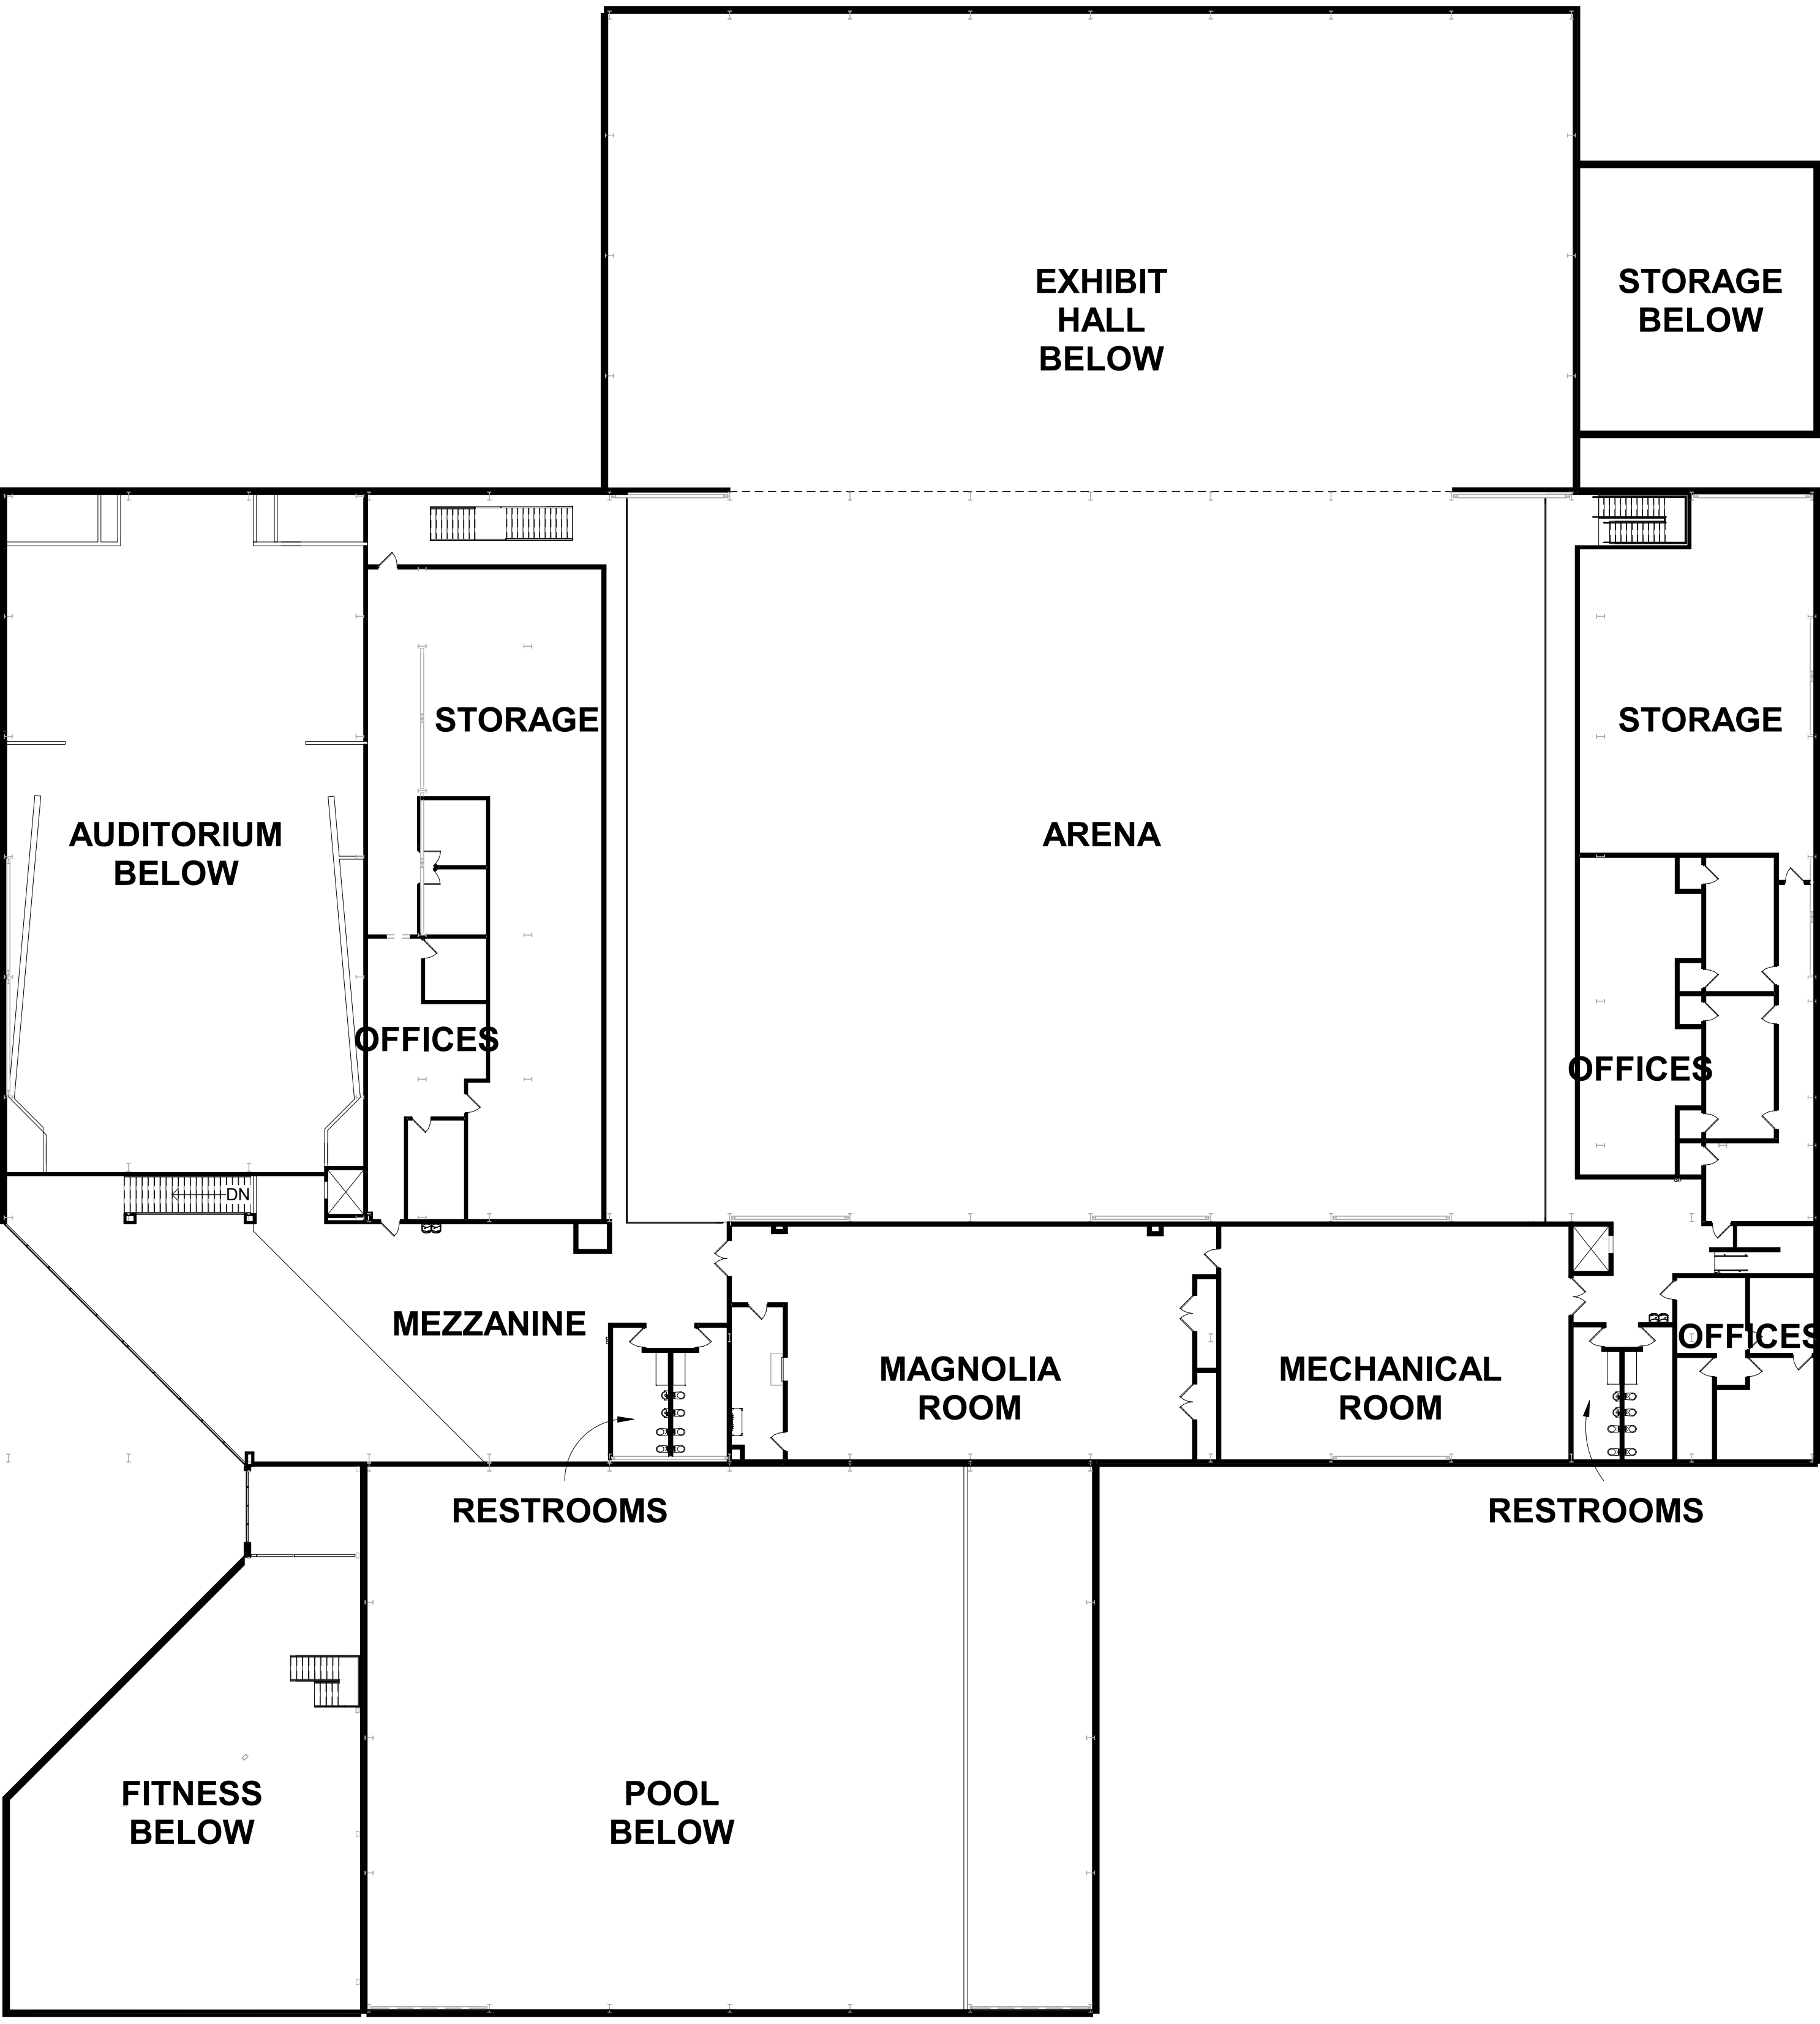 EXHIBIT
HALL
BELOW
STORAGE
BELOW
STORAGE
STORAGE
AUDITORIUM
BELOW
ARENA
OFFICES
OFFICES
DN
MEZZANINE
MAGNOLIA
ROOM
MECHANICAL
ROOM
OFFICES
RESTROOMS
RESTROOMS
FITNESS
BELOW
POOL
BELOW